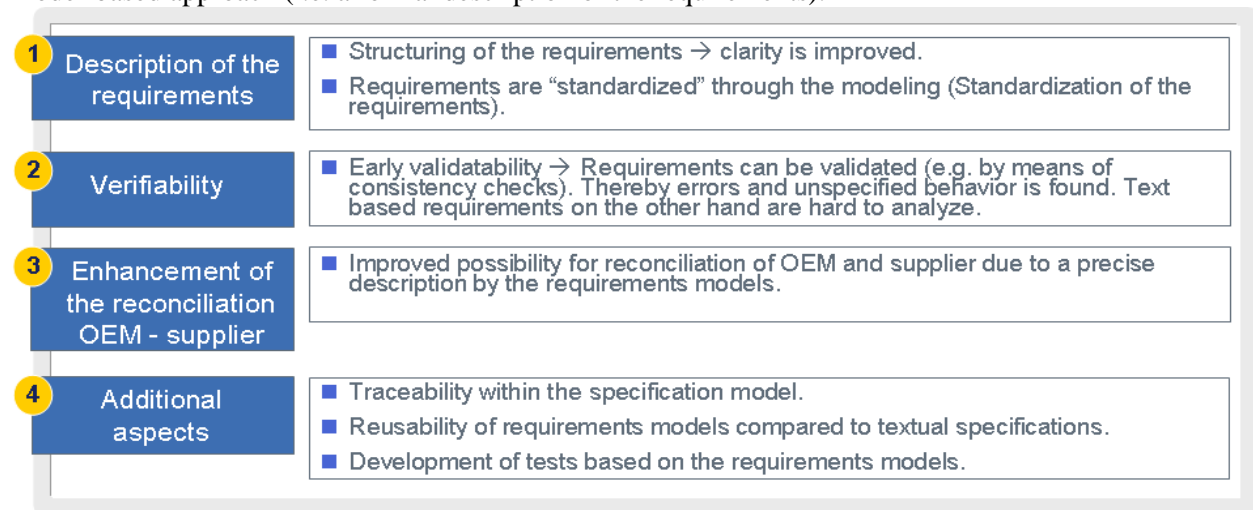 1
Description of the
requirements
■ Structuring of the requirements → clarity is improved.
■ Requirements are “standardized” through the modeling (Standardization of the
requirements).
2
Verifiability
■ Early validatability → Requirements can be validated (e.g. by means of
consistency checks). Thereby errors and unspecified behavior is found. Text
based requirements on the other hand are hard to analyze.
3
Enhancement of
the reconciliation
OEM - supplier
■ Improved possibility for reconciliation of OEM and supplier due to a precise
description by the requirements models.
4
Additional
aspects
■ Traceability within the specification model.
■ Reusability of requirements models compared to textual specifications.
■ Development of tests based on the requirements models.